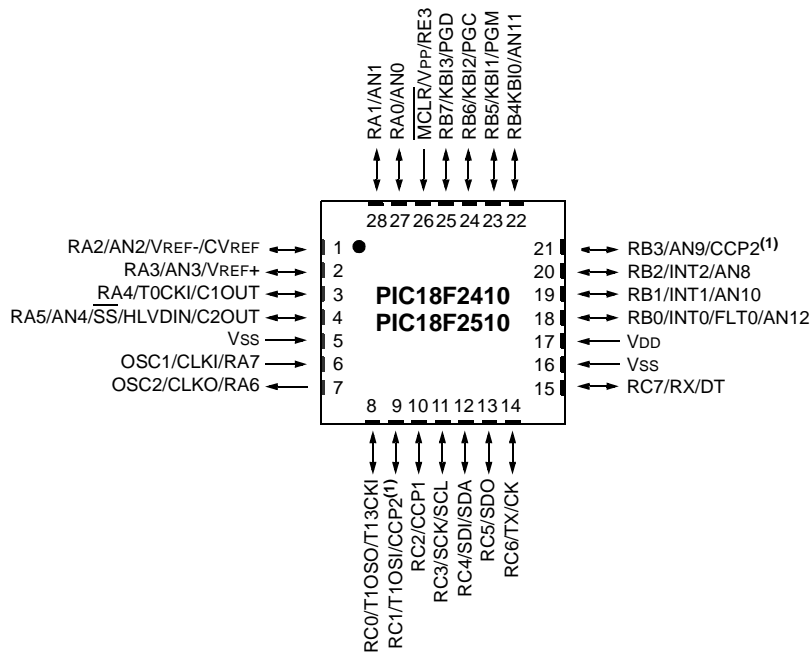 RA1/AN1
RA0/AN0
MCLR/VPP/RE3
RB7/KBI3/PGD
RB6/KBI2/PGC
RB5/KBI1/PGM
RB4KBI0/AN11
28 27 26 25 24 23 22
RA2/AN2/VREF-/CVREF 1
RA3/AN3/VREF+ 2
RA4/T0CKI/C1OUT 3
RA5/AN4/SS/HLVDIN/C2OUT 4
VSS 5
OSC1/CLKI/RA7 6
OSC2/CLKO/RA6 7
PIC18F2410
PIC18F2510
21 RB3/AN9/CCP2(1)
20 RB2/INT2/AN8
19 RB1/INT1/AN10
18 RB0/INT0/FLT0/AN12
17 VDD
16 VSS
15 RC7/RX/DT
8 9 10 11 12 13 14
RC0/T1OSO/T13CKI
RC1/T1OSI/CCP2(1)
RC2/CCP1
RC3/SCK/SCL
RC4/SDI/SDA
RC5/SDO
RC6/TX/CK